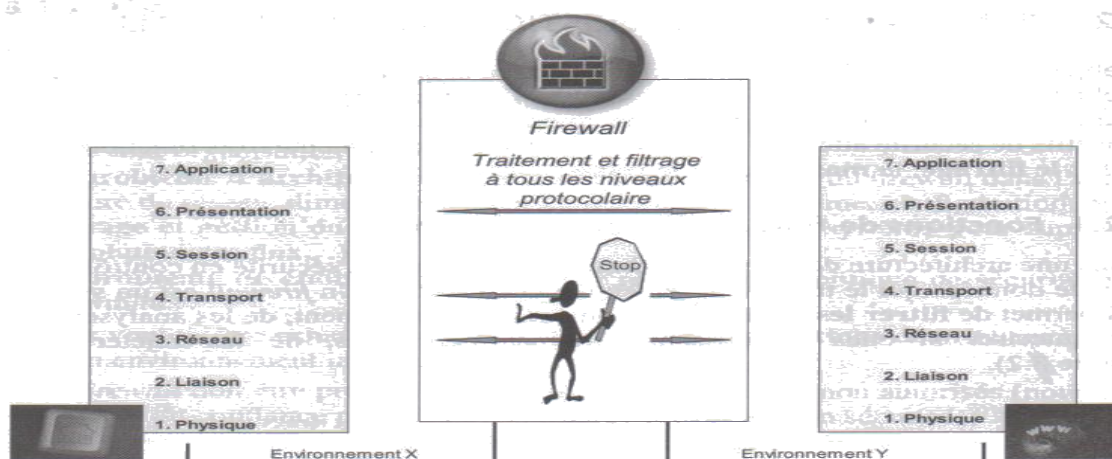 Firewall
Traitement et filtrage
à tous les niveaux
protocolaire
Stop
7. Application
6. Présentation
5. Session
4. Transport
3. Réseau
2. Liaison
1. Physique
Environnement X
7. Application
6. Présentation
5. Session
4. Transport
3. Réseau
2. Liaison
1. Physique
Environnement Y
www